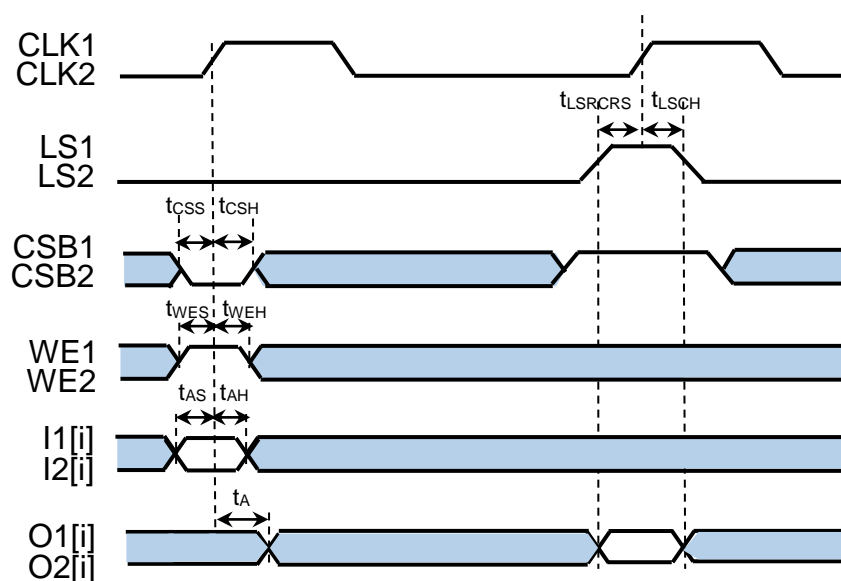 CLK1
CLK2
tLSRCRS tLSCH
LS1
LS2
tCSS tCSH
CSB1
CSB2
tWES tWEH
WE1
WE2
tAS tAH
I1[i]
I2[i]
tA
O1[i]
O2[i]